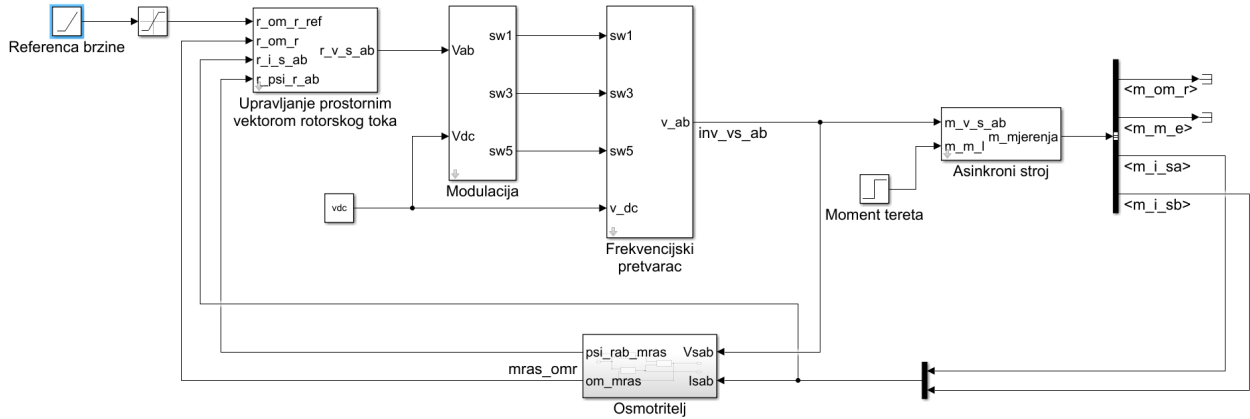 Referenca brzine
r_om_r_ref
r_om_r
r_i_s_ab
r_psi_r_ab
r_v_s_ab
Upravljanje prostornim
vektorom rotorskog toka
Vab
Vdc
sw1
sw3
sw5
Modulacija
vdc
sw1
sw3
sw5
v_dc
v_ab
Frekvencijski
pretvarac
inv_vs_ab
Moment tereta
m_v_s_ab
m_m_l
m_mjerenja
Asinkroni stroj
<m_om_r>
<m_m_e>
<m_i_sa>
<m_i_sb>
mras_omr
psi_rab_mras
om_mras
Vsab
Isab
Osmotritelj